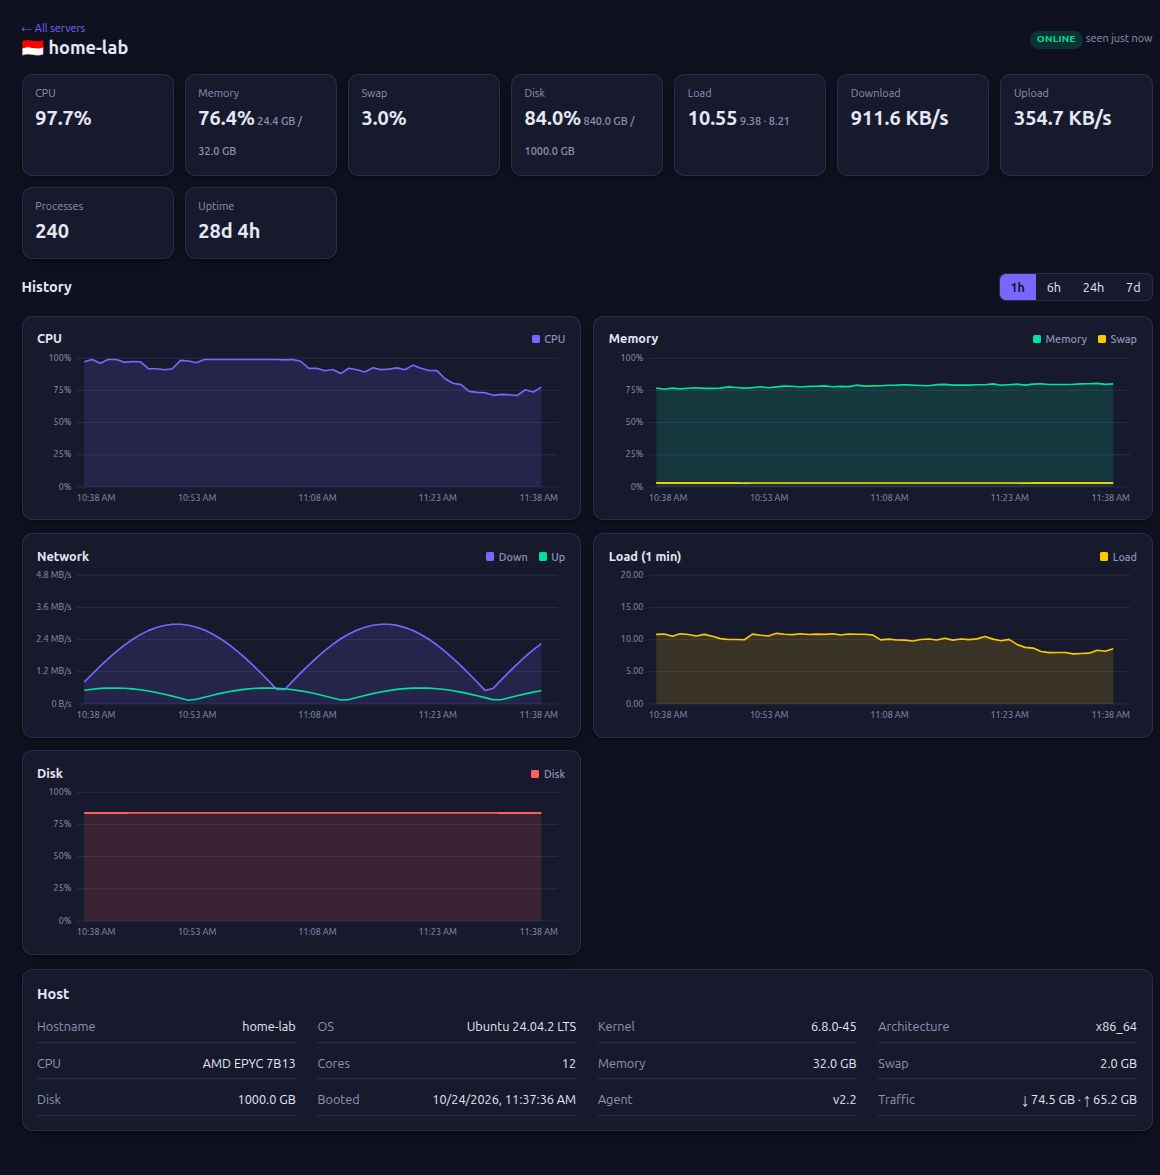 ← All servers
home-lab
ONLINE seen just now
CPU
97.7%
Memory
76.4% 24.4 GB /
32.0 GB
Swap
3.0%
Disk
84.0% 840.0 GB /
1000.0 GB
Load
10.55 9.38 · 8.21
Download
911.6 KB/s
Upload
354.7 KB/s
Processes
240
Uptime
28d 4h
History
1h 6h 24h 7d
CPU
CPU
100%
75%
50%
25%
0%
10:38 AM 10:53 AM 11:08 AM 11:23 AM 11:38 AM
Memory
Memory Swap
100%
75%
50%
25%
0%
10:38 AM 10:53 AM 11:08 AM 11:23 AM 11:38 AM
Network
Down Up
4.8 MB/s
3.6 MB/s
2.4 MB/s
1.2 MB/s
0 B/s
10:38 AM 10:53 AM 11:08 AM 11:23 AM 11:38 AM
Load (1 min)
Load
20.00
15.00
10.00
5.00
0.00
10:38 AM 10:53 AM 11:08 AM 11:23 AM 11:38 AM
Disk
Disk
100%
75%
50%
25%
0%
10:38 AM 10:53 AM 11:08 AM 11:23 AM 11:38 AM
Host
Hostname home-lab OS Ubuntu 24.04.2 LTS Kernel 6.8.0-45 Architecture x86_64
CPU AMD EPYC 7B13 Cores 12 Memory 32.0 GB Swap 2.0 GB
Disk 1000.0 GB Booted 10/24/2026, 11:37:36 AM Agent v2.2 Traffic ↓ 74.5 GB · ↑ 65.2 GB